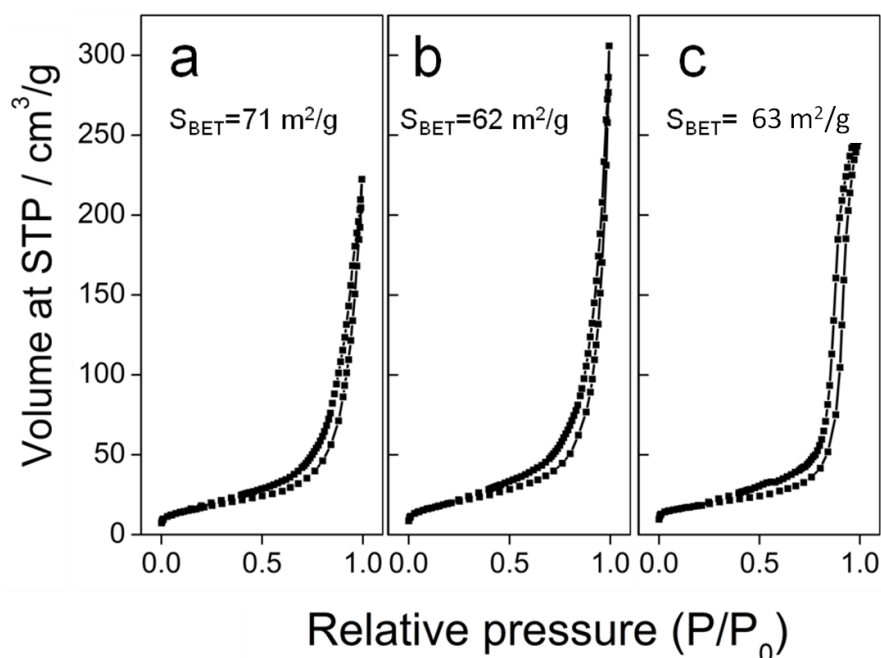 Volume at STP / cm³/g
300
250
200
150
100
50
0
a
S_BET=71 m²/g
b
S_BET=62 m²/g
c
S_BET= 63 m²/g
0.0 0.5 1.0
0.0 0.5 1.0
0.0 0.5 1.0
Relative pressure (P/P₀)